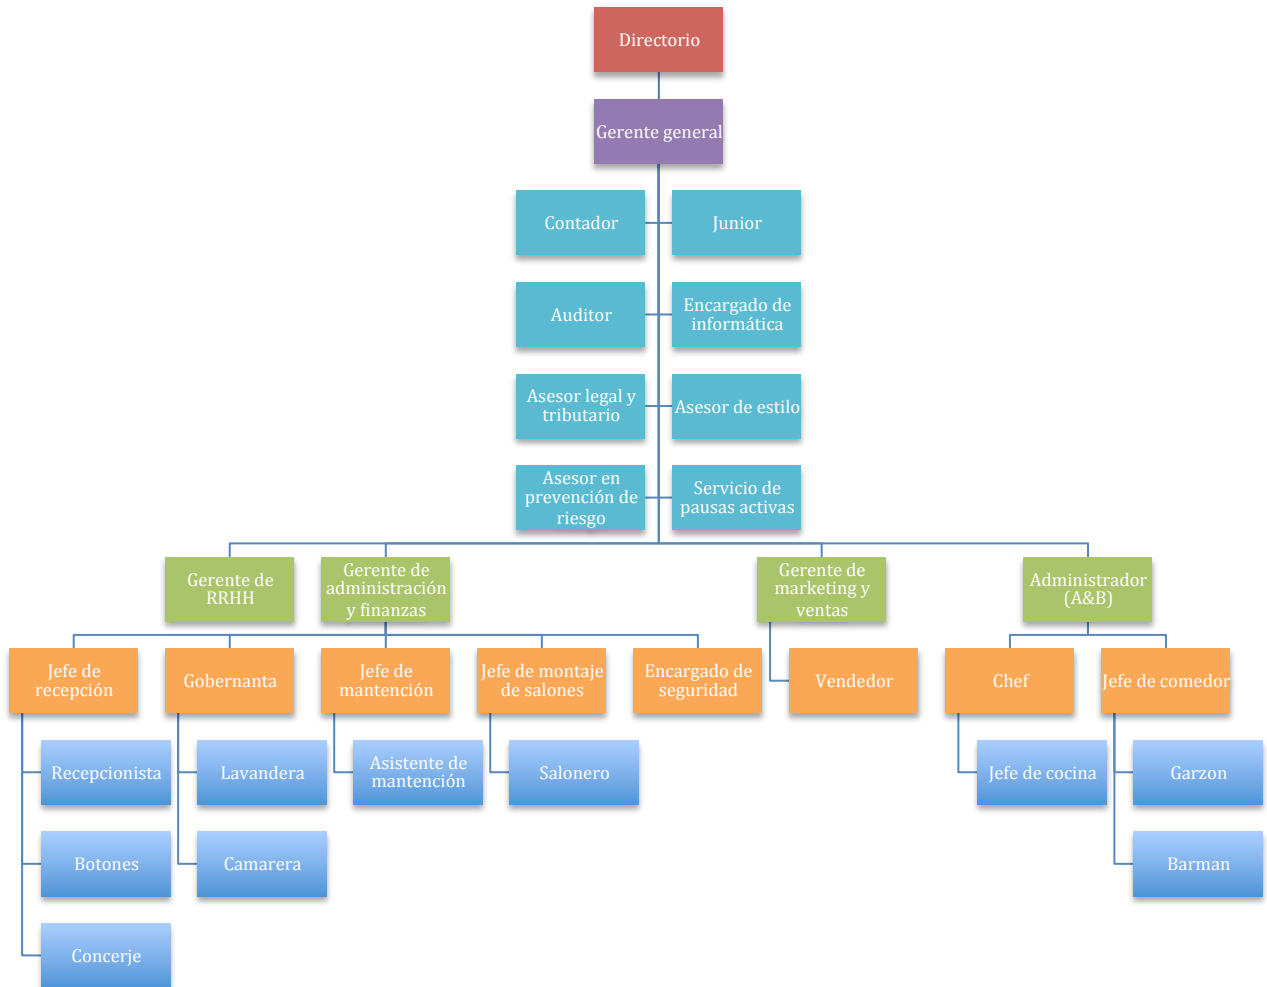 Directorio
Gerente general
Contador
Junior
Auditor
Encargado de
informática
Asesor legal y
tributario
Asesor de estilo
Asesor en
prevención de
riesgo
Servicio de
pausas activas
Gerente de
RRHH
Gerente de
administración
y finanzas
Gerente de
marketing y
ventas
Administrador
(A&B)
Jefe de
recepción
Gobernanta
Jefe de
mantención
Jefe de montaje
de salones
Encargado de
seguridad
Vendedor
Chef
Jefe de comedor
Recepcionista
Lavandera
Asistente de
mantención
Salonero
Jefe de cocina
Garzon
Botones
Camarera
Barman
Concerje